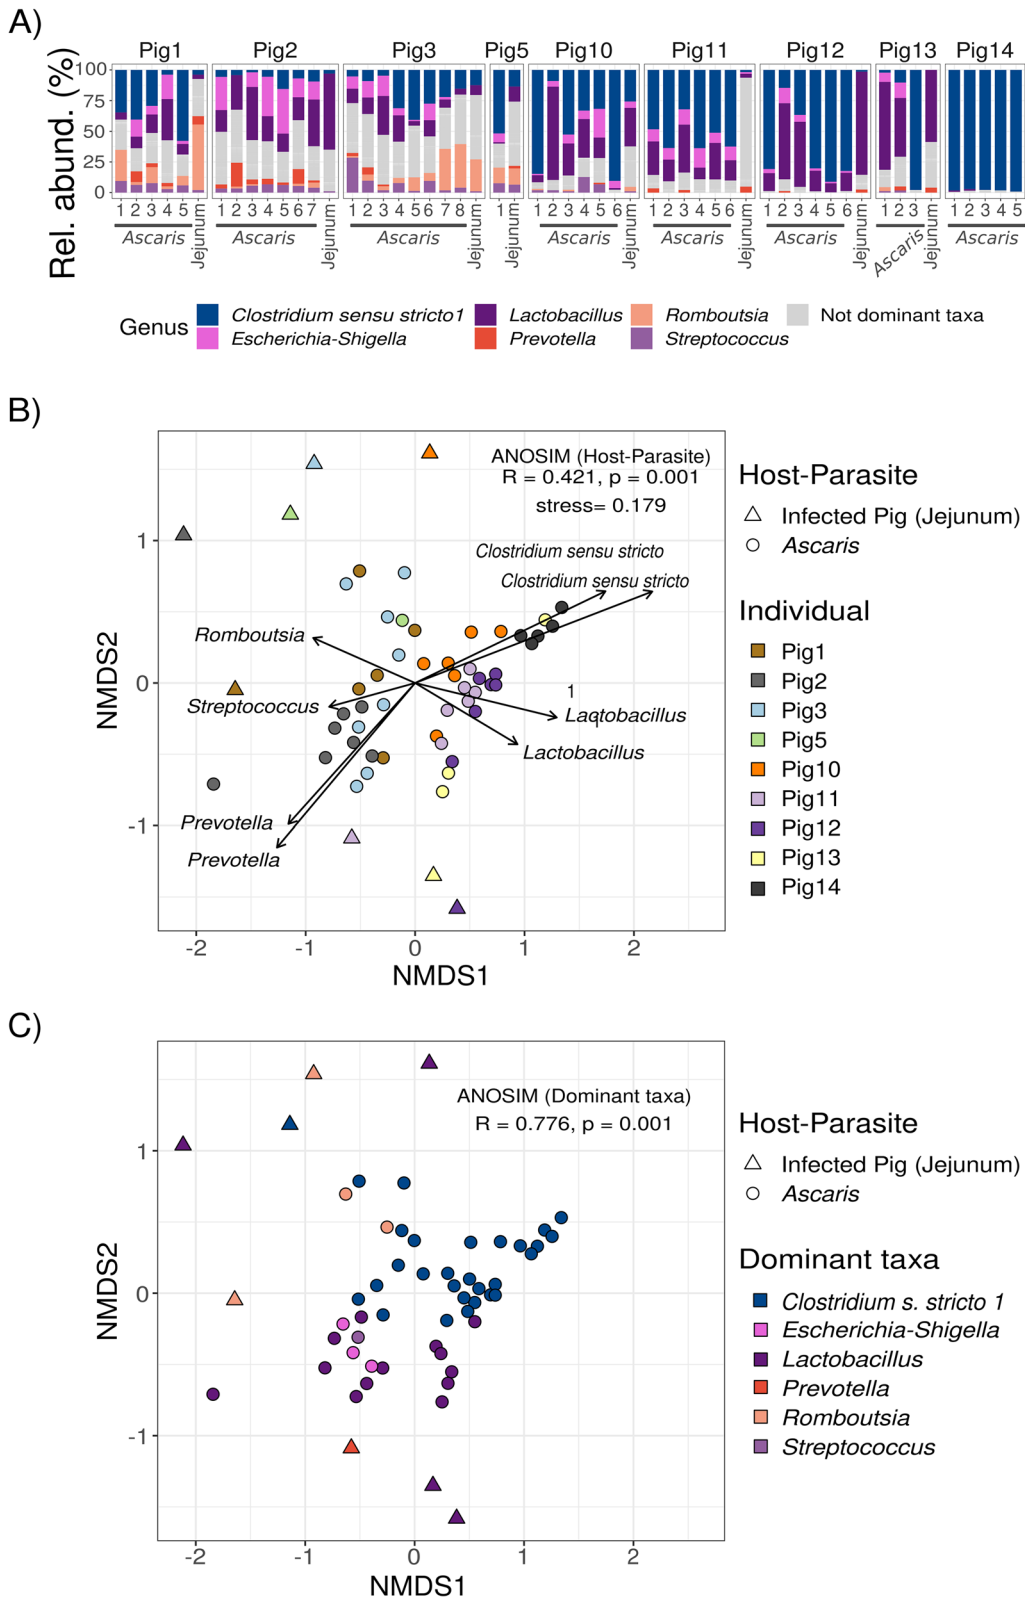 A)
Pig1 Pig2 Pig3 Pig5 Pig10 Pig11 Pig12 Pig13 Pig14
Rel. abund. (%)
100
75
50
25
0
1 2 3 4 5 Jejunum 1 2 3 4 5 6 7 Jejunum 1 2 3 4 5 6 7 8 Jejunum 1 Jejunum 1 2 3 4 5 6 Jejunum 1 2 3 4 5 6 Jejunum 1 2 3 4 5 6 Jejunum 1 2 3 Jejunum 1 2 3 4 5
Ascaris Ascaris Ascaris Ascaris Ascaris Ascaris Ascaris Ascaris
Genus
Clostridium sensu stricto1 Lactobacillus Romboutsia Not dominant taxa
Escherichia-Shigella Prevotella Streptococcus
B)
ANOSIM (Host-Parasite)
R = 0.421, p = 0.001
stress= 0.179
Clostridium sensu stricto
Clostridium sensu stricto
Romboutsia
1
Streptococcus
Lactobacillus
Lactobacillus
Prevotella
Prevotella
NMDS2
1
0
-1
-2 -1 0 1 2
NMDS1
Host-Parasite
Infected Pig (Jejunum)
Ascaris
Individual
Pig1
Pig2
Pig3
Pig5
Pig10
Pig11
Pig12
Pig13
Pig14
C)
ANOSIM (Dominant taxa)
R = 0.776, p = 0.001
NMDS2
1
0
-1
-2 -1 0 1 2
NMDS1
Host-Parasite
Infected Pig (Jejunum)
Ascaris
Dominant taxa
Clostridium s. stricto 1
Escherichia-Shigella
Lactobacillus
Prevotella
Romboutsia
Streptococcus